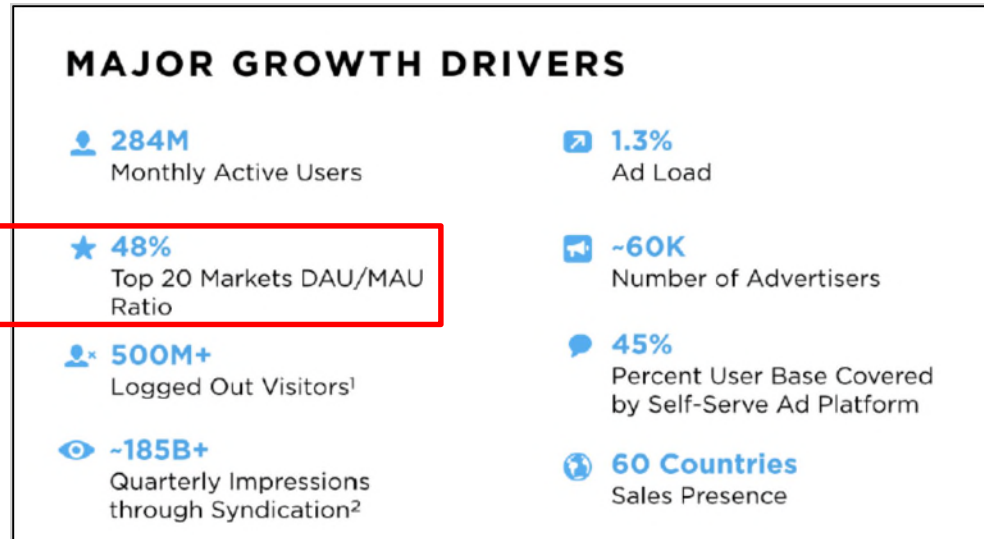 MAJOR GROWTH DRIVERS
284M
Monthly Active Users
48%
Top 20 Markets DAU/MAU
Ratio
500M+
Logged Out Visitors¹
~185B+
Quarterly Impressions
through Syndication²
1.3%
Ad Load
~60K
Number of Advertisers
45%
Percent User Base Covered
by Self-Serve Ad Platform
60 Countries
Sales Presence